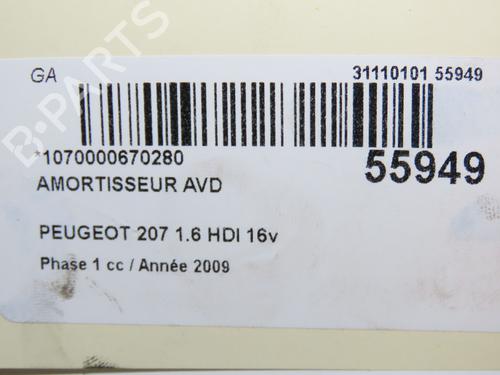 GA
31110101 55949
*1070000670280
55949
AMORTISSEUR AVD
PEUGEOT 207 1.6 HDI 16v
Phase 1 cc / Année 2009
B-PARTS